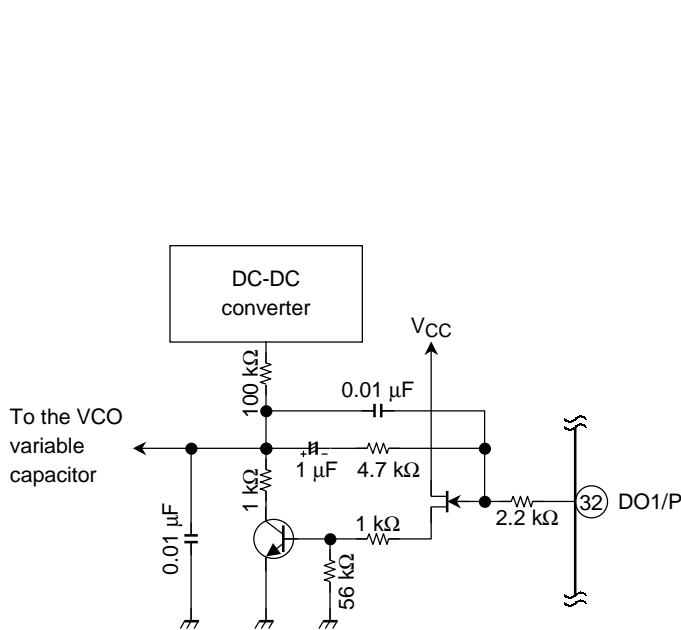 DC-DC
converter
VCC
100 kΩ
0.01 μF
To the VCO
variable
capacitor
+
−
1 μF
4.7 kΩ
1 kΩ
32
DO1/P
2.2 kΩ
1 kΩ
0.01 μF
56 kΩ